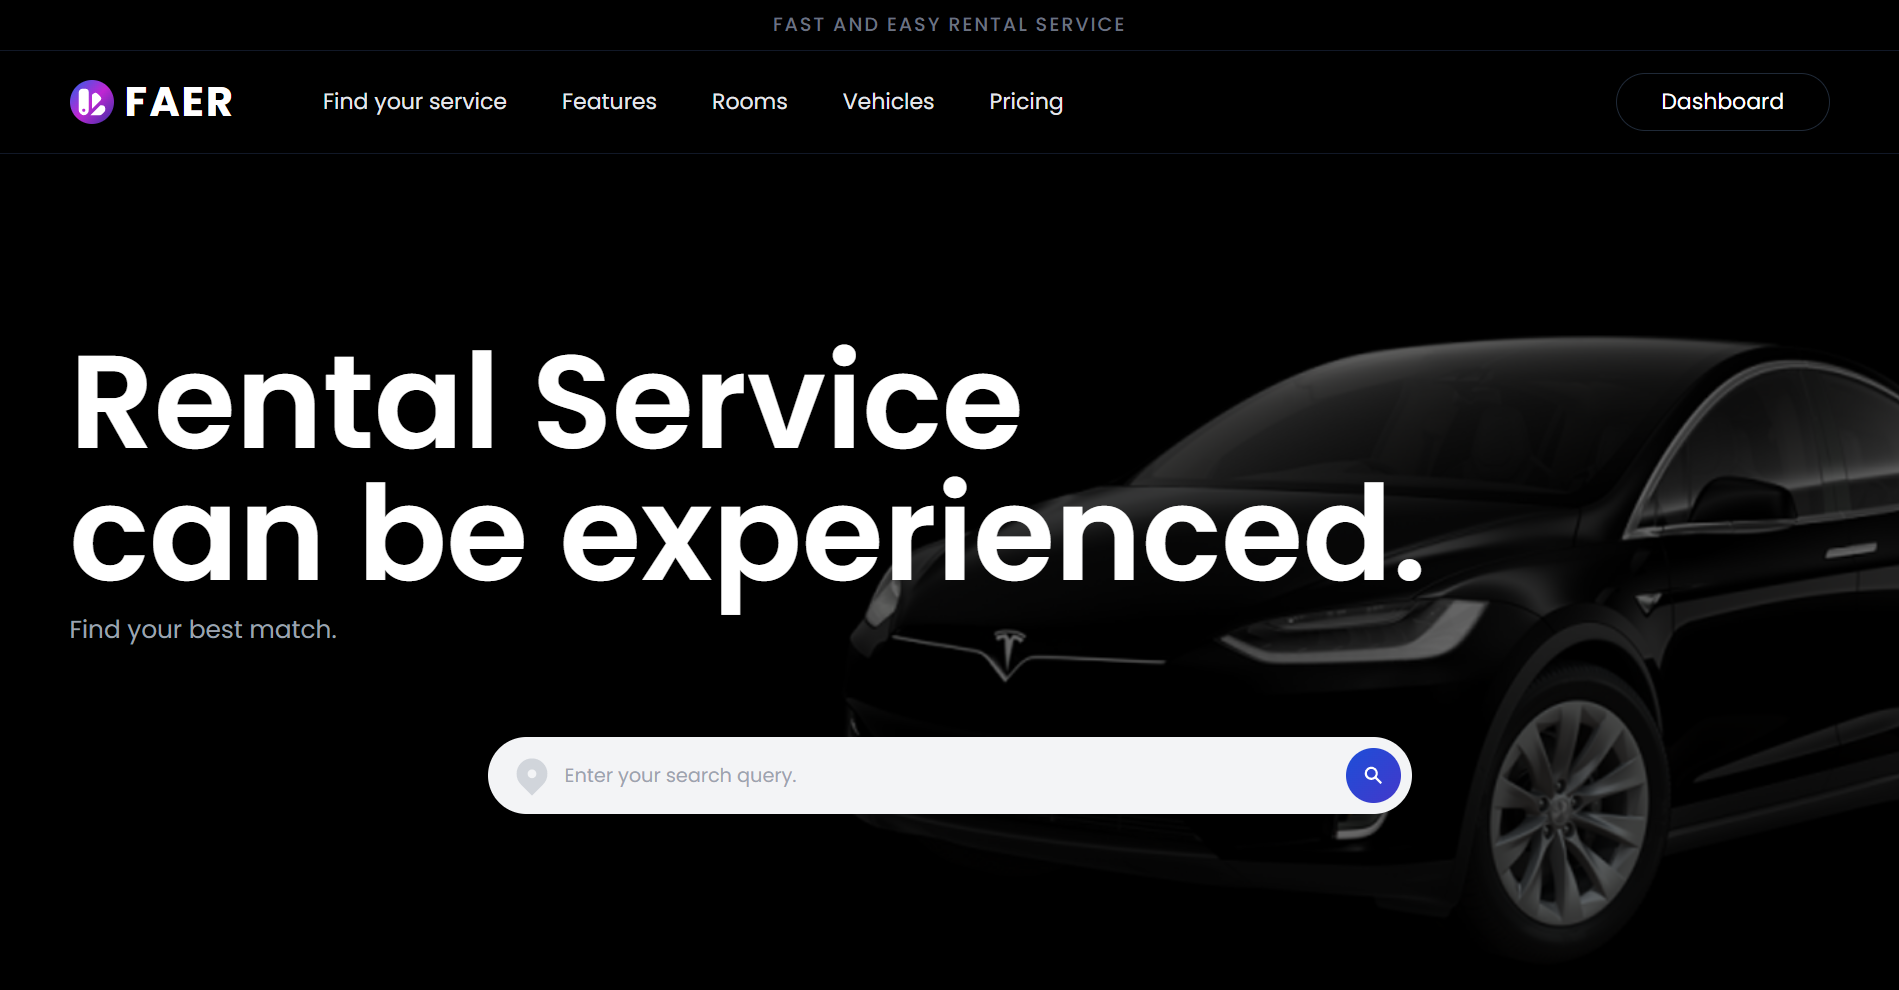 FAST AND EASY RENTAL SERVICE
FAER
Find your service
Features
Rooms
Vehicles
Pricing
Dashboard
Rental Service
can be experienced.
Find your best match.
Enter your search query.